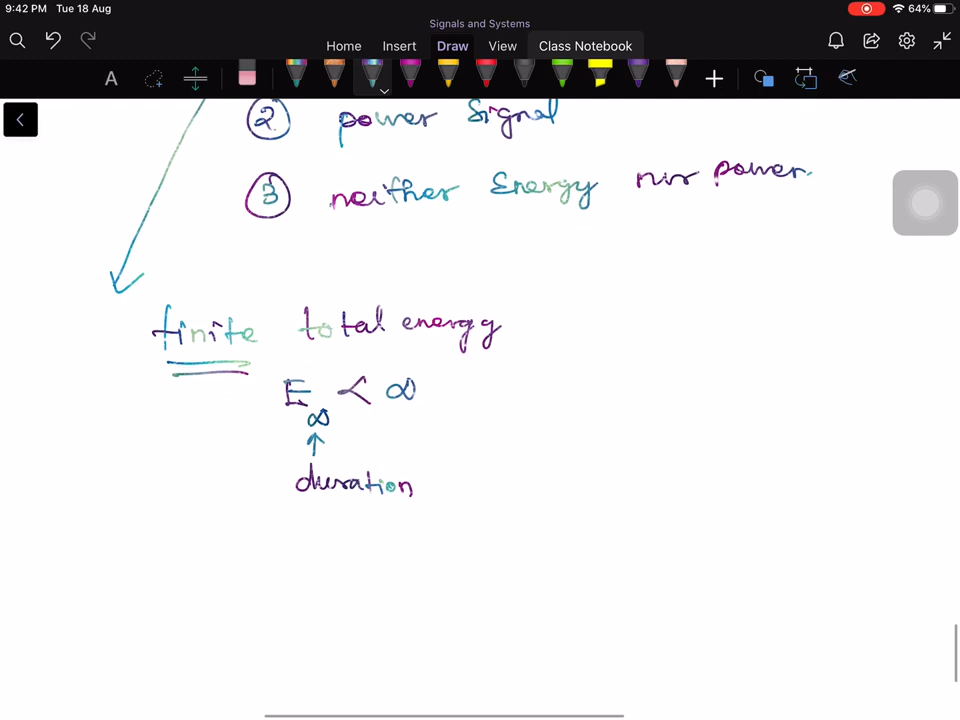 9:42 PM Tue 18 Aug 64%
Signals and Systems
Home Insert Draw View Class Notebook
A
2 power Signal
3 neither Energy nor power.
finite total energy
E∞ < ∞
↑
duration